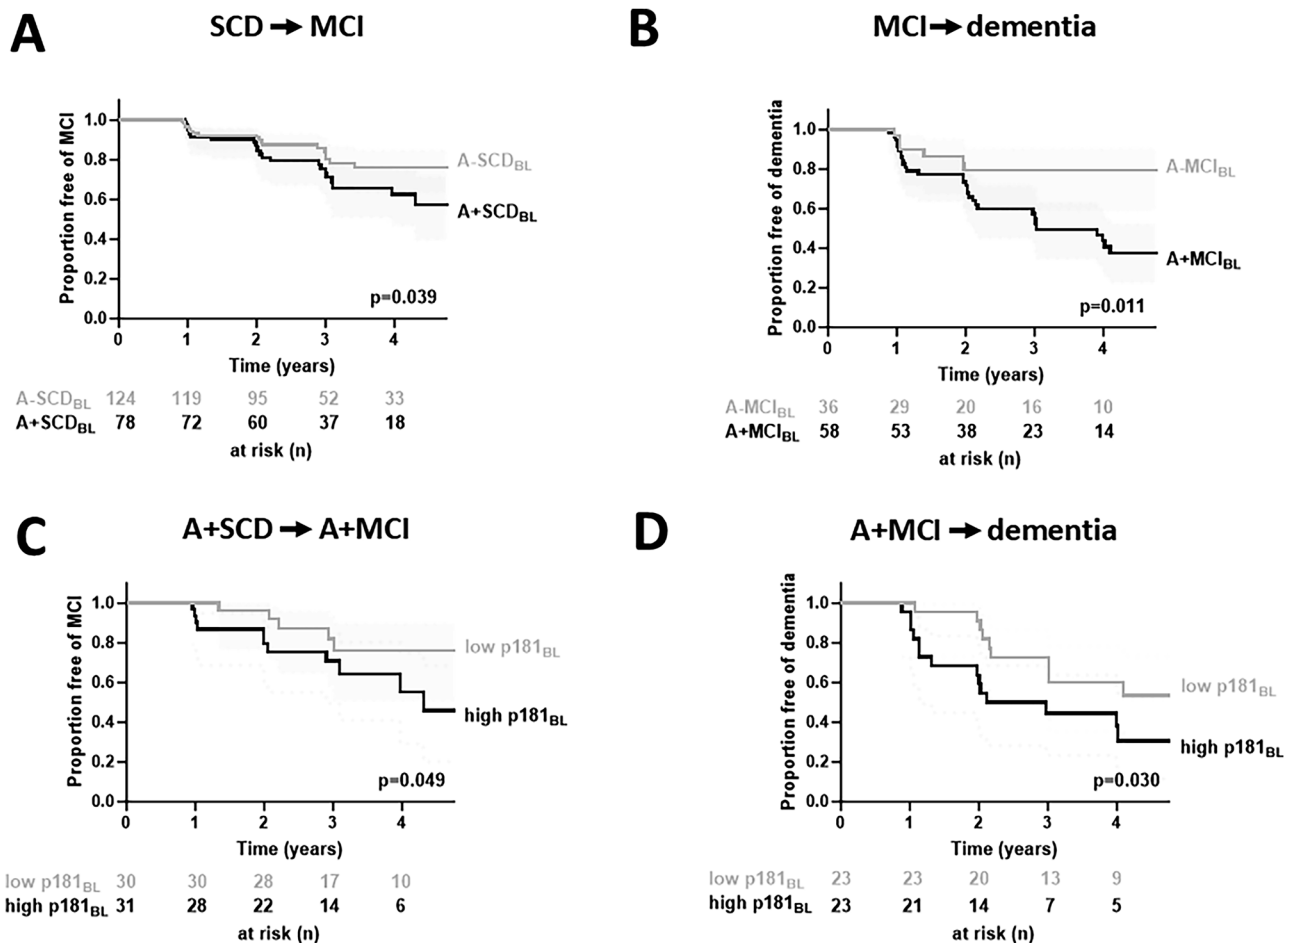 A
SCD → MCI
Proportion free of MCI
1.0
0.8
0.6
0.4
0.2
0.0
A-SCDBL
A+SCDBL
p=0.039
0 1 2 3 4
Time (years)
A-SCDBL 124 119 95 52 33
A+SCDBL 78 72 60 37 18
at risk (n)
B
MCI → dementia
Proportion free of dementia
1.0
0.8
0.6
0.4
0.2
0.0
A-MCIBL
A+MCIBL
p=0.011
0 1 2 3 4
Time (years)
A-MCIBL 36 29 20 16 10
A+MCIBL 58 53 38 23 14
at risk (n)
C
A+SCD → A+MCI
Proportion free of MCI
1.0
0.8
0.6
0.4
0.2
0.0
low p181BL
high p181BL
p=0.049
0 1 2 3 4
Time (years)
low p181BL 30 30 28 17 10
high p181BL 31 28 22 14 6
at risk (n)
D
A+MCI → dementia
Proportion free of dementia
1.0
0.8
0.6
0.4
0.2
0.0
low p181BL
high p181BL
p=0.030
0 1 2 3 4
Time (years)
low p181BL 23 23 20 13 9
high p181BL 23 21 14 7 5
at risk (n)